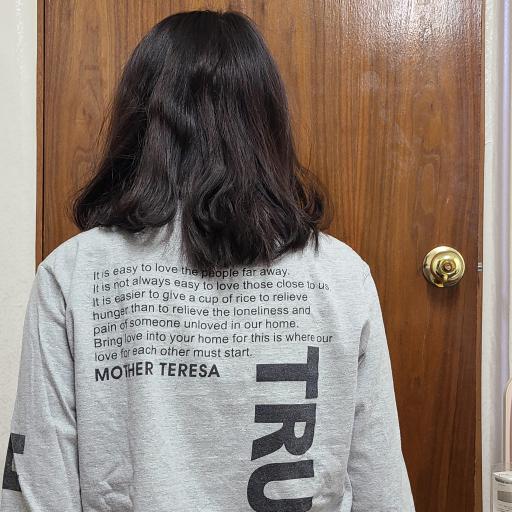 It is easy to love the people far away.
It is not always easy to love those close to us
It is easier to give a cup of rice to relieve
hunger than to relieve the loneliness and
pain of someone unloved in our home.
Bring love into your home for this is where our
love for each other must start.
MOTHER TERESA
TRU